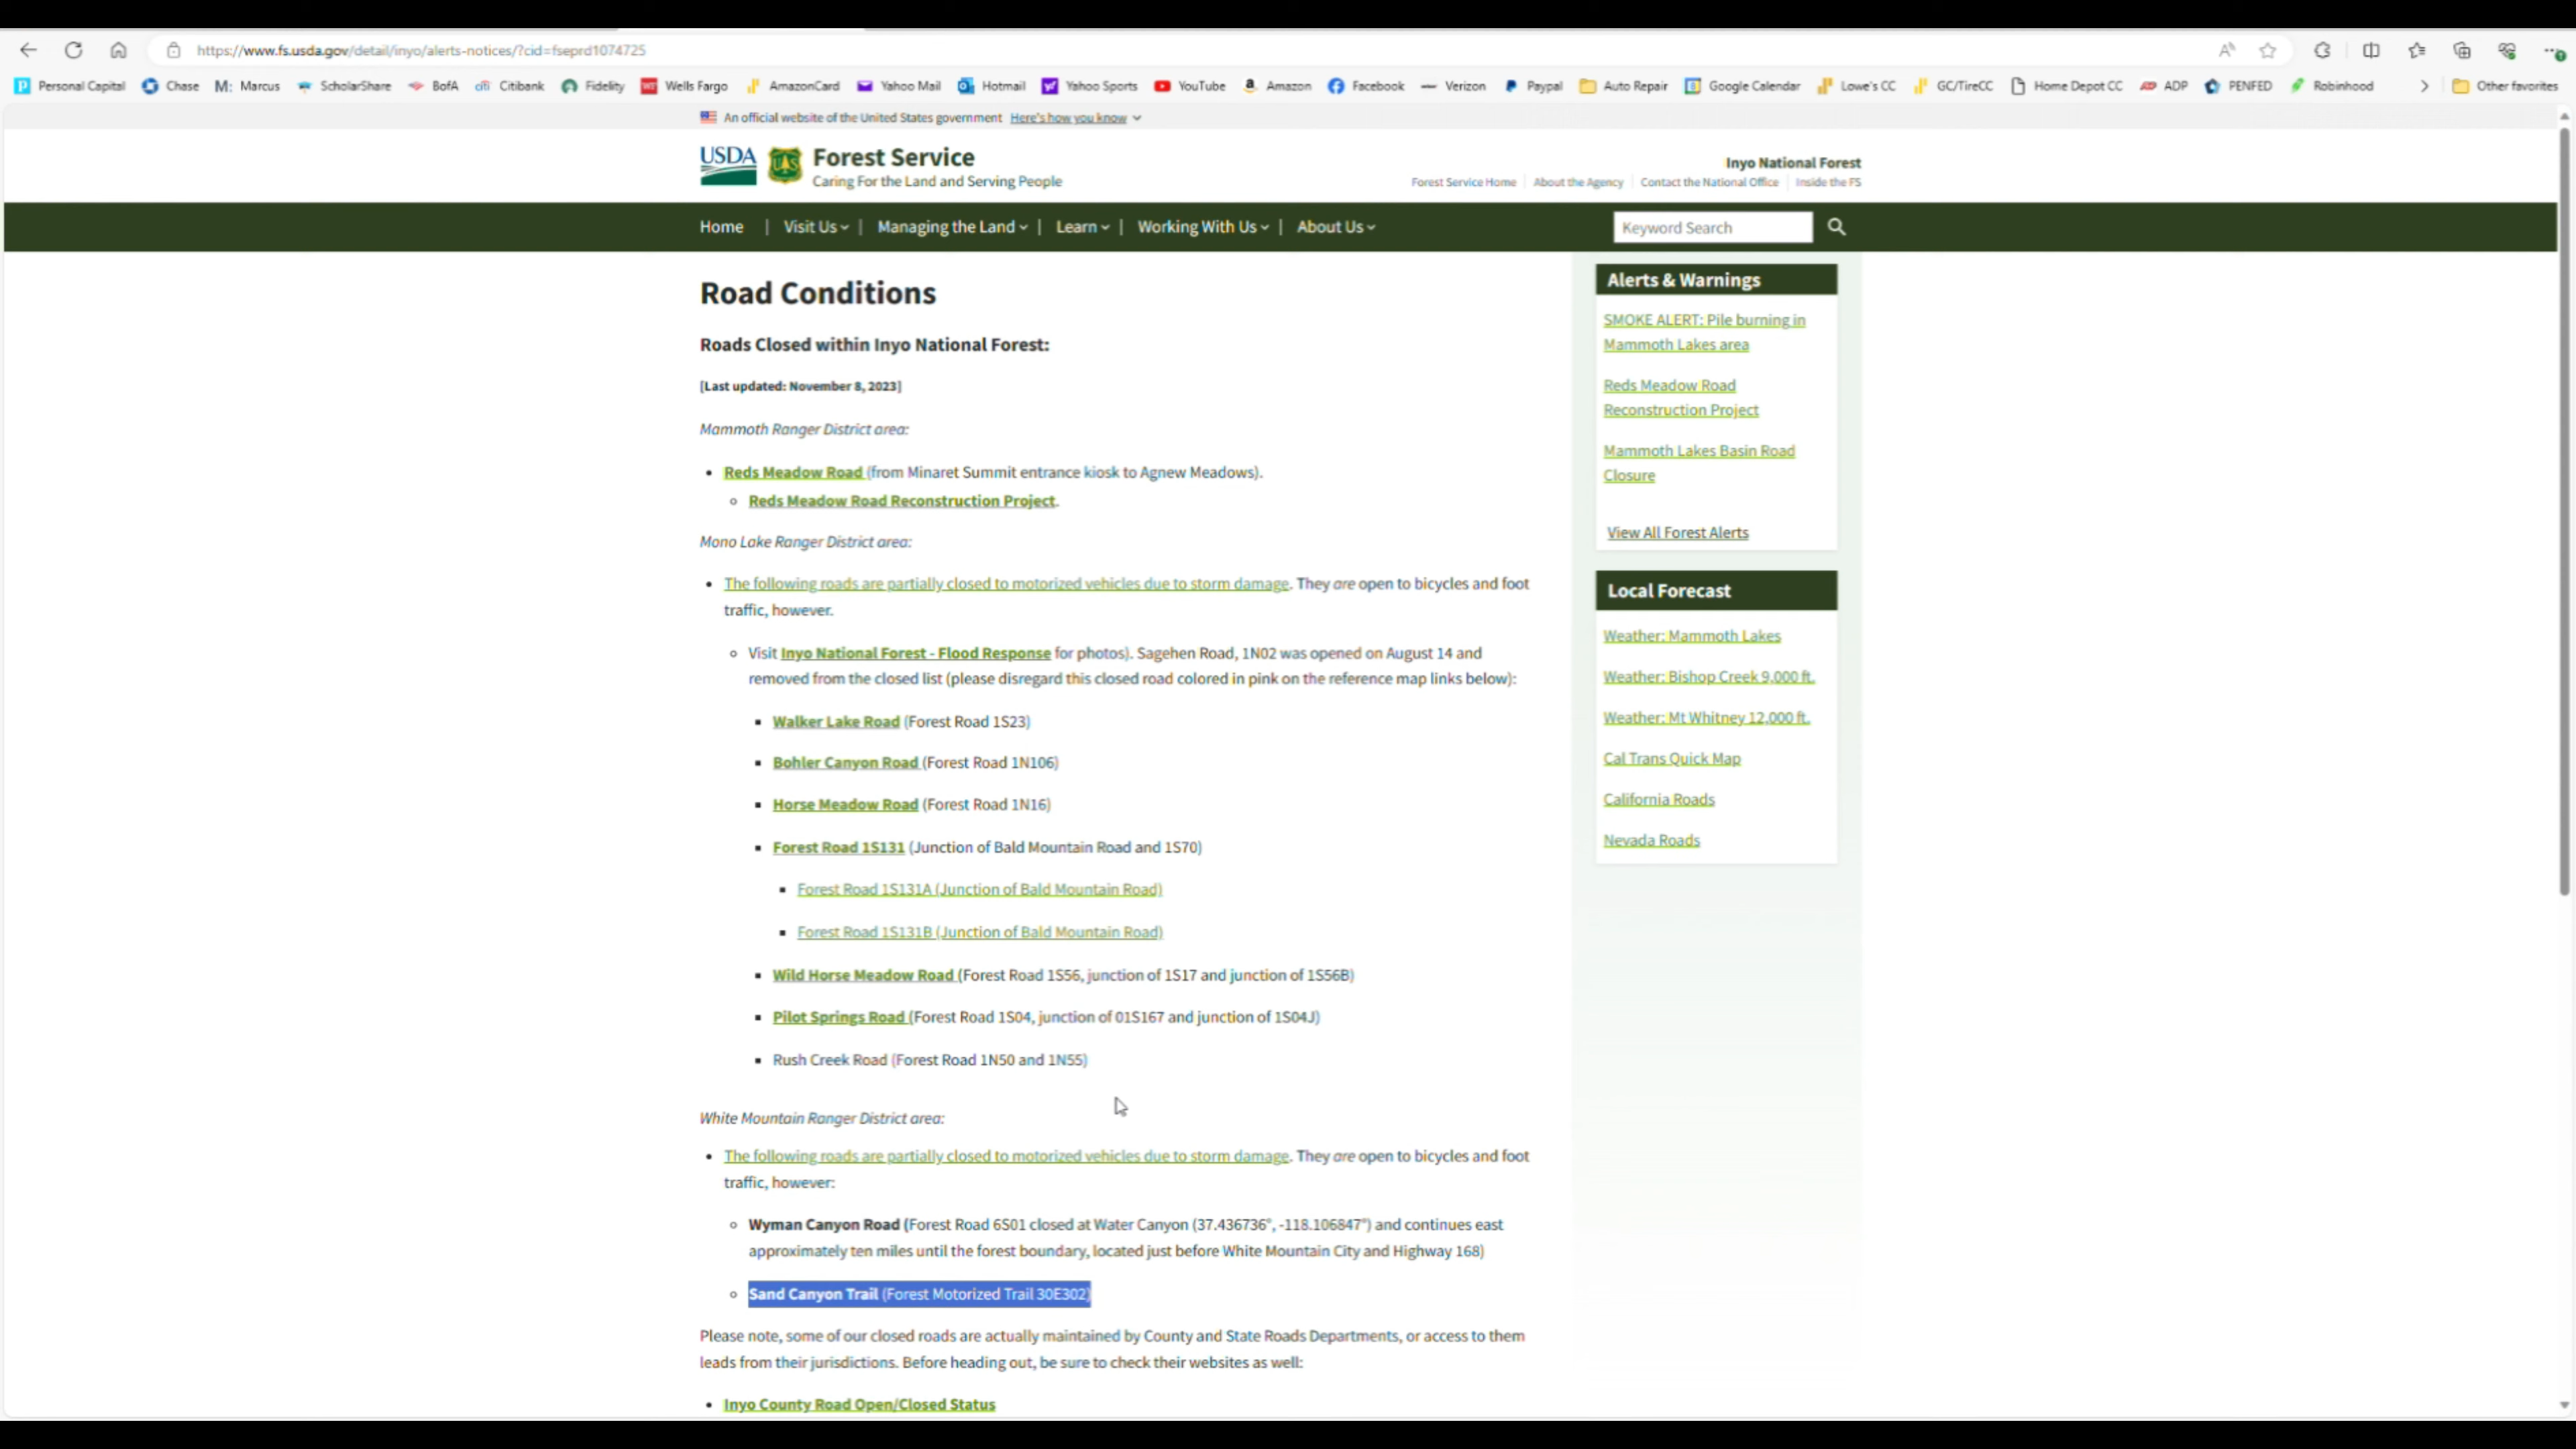 https://www.fs.usda.gov/detail/inyo/alerts-notices/?cid=fseprd1074725
Personal Capital Chase M: Marcus ScholarShare BofA citi Citibank Fidelity Wells Fargo AmazonCard Yahoo Mail Hotmail Yahoo Sports YouTube Amazon Facebook Verizon Paypal Auto Repair Google Calendar Lowe's CC GC/TireCC Home Depot CC ADP PENFED Robinhood Other favorites
An official website of the United States government Here's how you know
USDA
Forest Service
Caring For the Land and Serving People
Inyo National Forest
Forest Service Home | About the Agency | Contact the National Office | Inside the FS
Home | Visit Us | Managing the Land | Learn | Working With Us | About Us
Keyword Search
Road Conditions
Roads Closed within Inyo National Forest:
[Last updated: November 8, 2023]
Mammoth Ranger District area:
Reds Meadow Road (from Minaret Summit entrance kiosk to Agnew Meadows).
Reds Meadow Road Reconstruction Project.
Mono Lake Ranger District area:
The following roads are partially closed to motorized vehicles due to storm damage. They are open to bicycles and foot
traffic, however.
Visit Inyo National Forest - Flood Response for photos). Sagehen Road, 1N02 was opened on August 14 and
removed from the closed list (please disregard this closed road colored in pink on the reference map links below):
Walker Lake Road (Forest Road 1S23)
Bohler Canyon Road (Forest Road 1N106)
Horse Meadow Road (Forest Road 1N16)
Forest Road 1S131 (Junction of Bald Mountain Road and 1S70)
Forest Road 1S131A (Junction of Bald Mountain Road)
Forest Road 1S131B (Junction of Bald Mountain Road)
Wild Horse Meadow Road (Forest Road 1S56, junction of 1S17 and junction of 1S56B)
Pilot Springs Road (Forest Road 1S04, junction of 01S167 and junction of 1S04J)
Rush Creek Road (Forest Road 1N50 and 1N55)
White Mountain Ranger District area:
The following roads are partially closed to motorized vehicles due to storm damage. They are open to bicycles and foot
traffic, however:
Wyman Canyon Road (Forest Road 6S01 closed at Water Canyon (37.436736°, -118.106847°) and continues east
approximately ten miles until the forest boundary, located just before White Mountain City and Highway 168)
Sand Canyon Trail (Forest Motorized Trail 30E302)
Please note, some of our closed roads are actually maintained by County and State Roads Departments, or access to them
leads from their jurisdictions. Before heading out, be sure to check their websites as well:
Inyo County Road Open/Closed Status
Alerts & Warnings
SMOKE ALERT: Pile burning in
Mammoth Lakes area
Reds Meadow Road
Reconstruction Project
Mammoth Lakes Basin Road
Closure
View All Forest Alerts
Local Forecast
Weather: Mammoth Lakes
Weather: Bishop Creek 9,000 ft.
Weather: Mt Whitney 12,000 ft.
Cal Trans Quick Map
California Roads
Nevada Roads